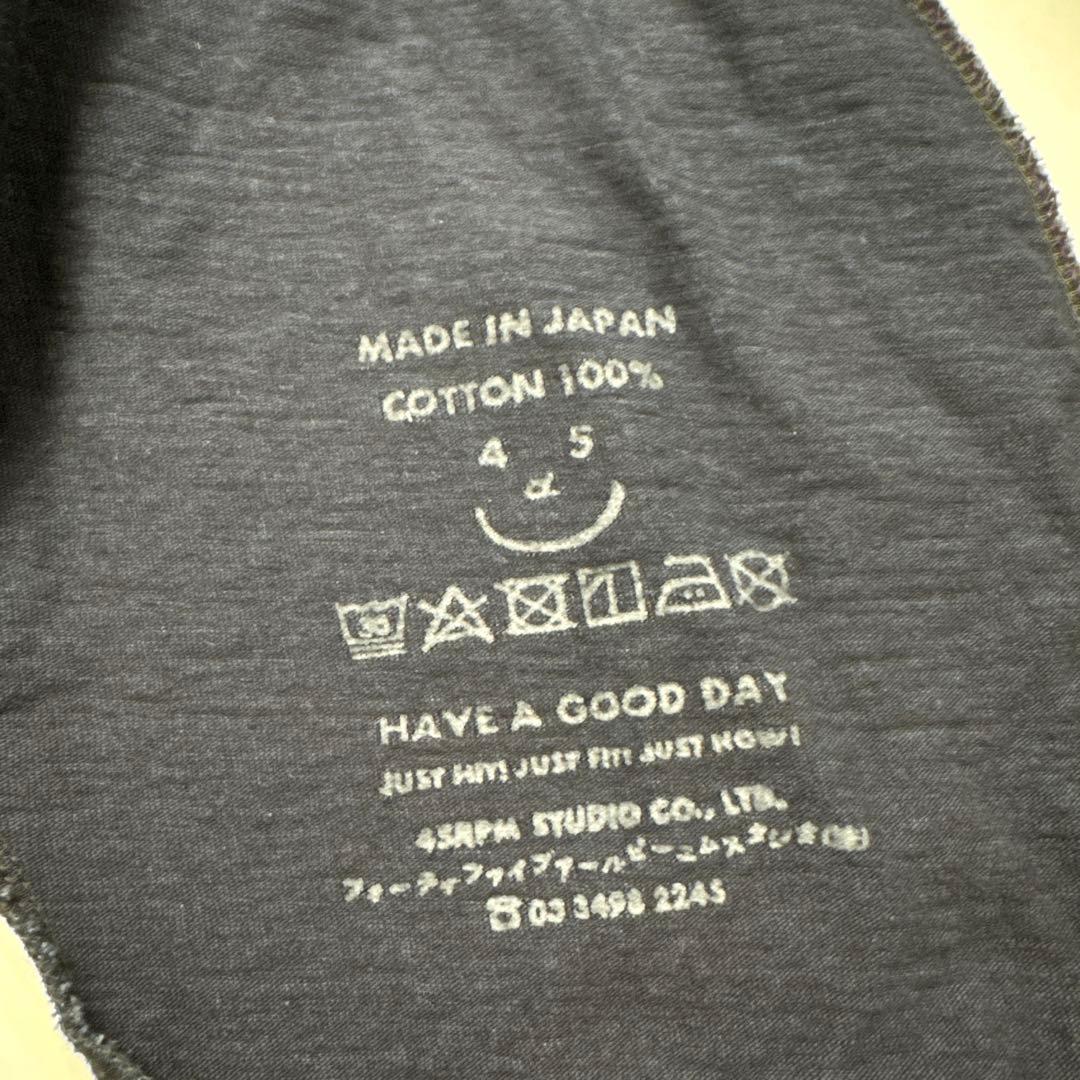 MADE IN JAPAN
COTTON 100%
4 5
d
30
HAVE A GOOD DAY
JUST HIT! JUST FIT! JUST NOW!
45RPM STUDIO CO., LTD.
フォーティファイブアールピーエムスタジオ(株)
☎03 3498 2245